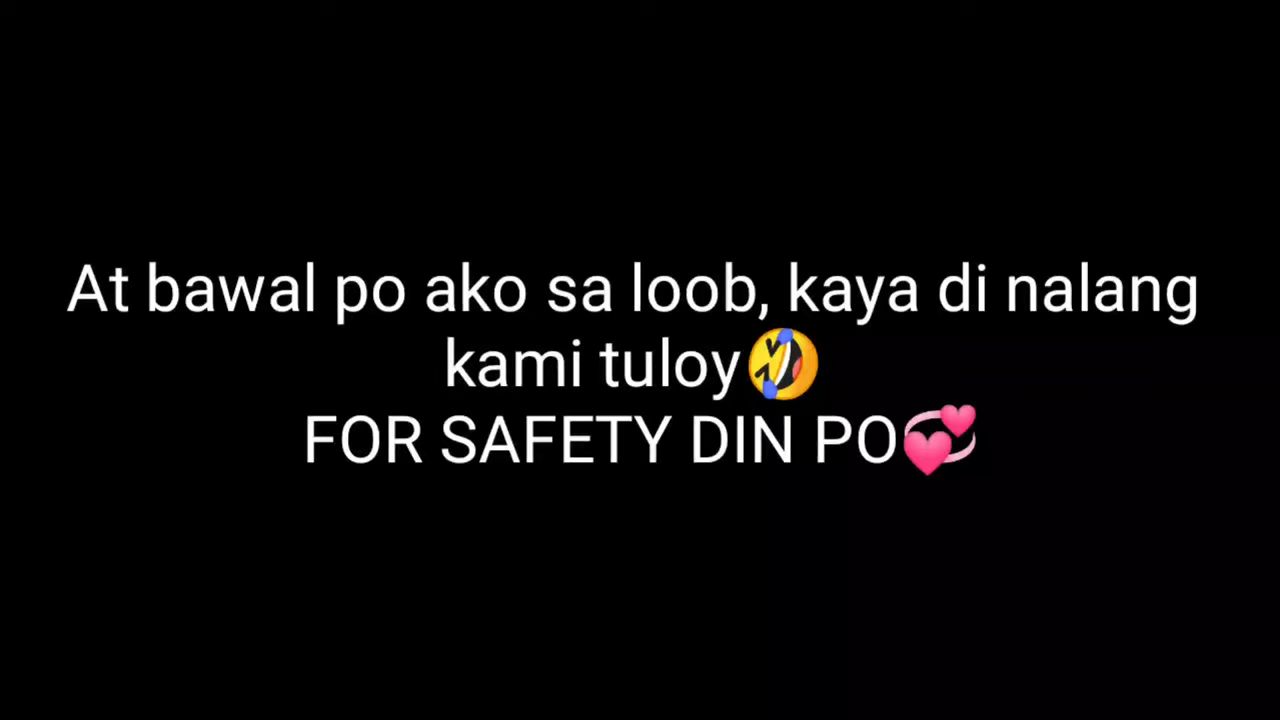 At bawal po ako sa loob, kaya di nalang
kami tuloy🤣
FOR SAFETY DIN PO💞